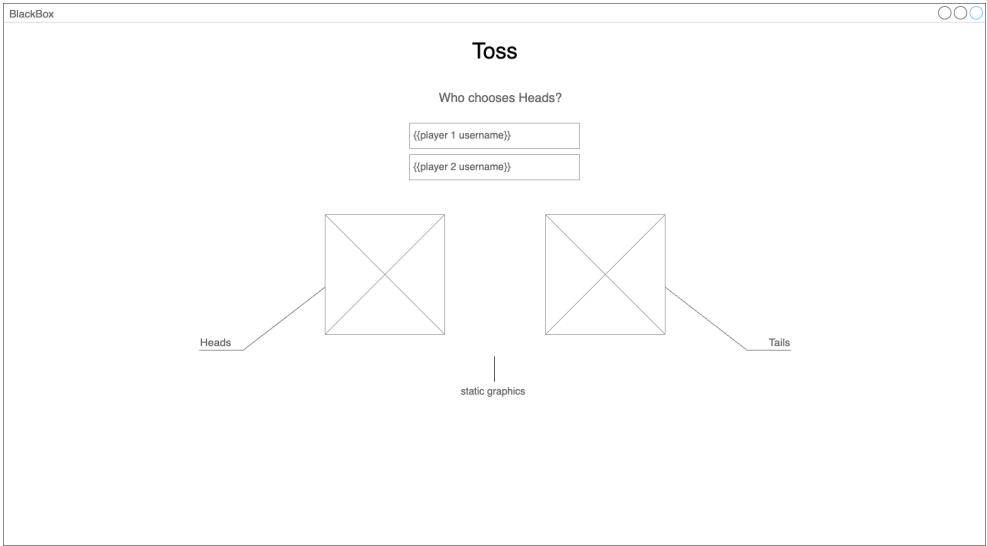 BlackBox
Toss
Who chooses Heads?
{{player 1 username}}
{{player 2 username}}
Heads
Tails
static graphics